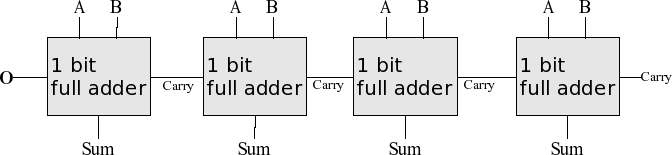 A B A B A B A B
O 1 bit full adder Carry 1 bit full adder Carry 1 bit full adder Carry 1 bit full adder Carry
Sum Sum Sum Sum